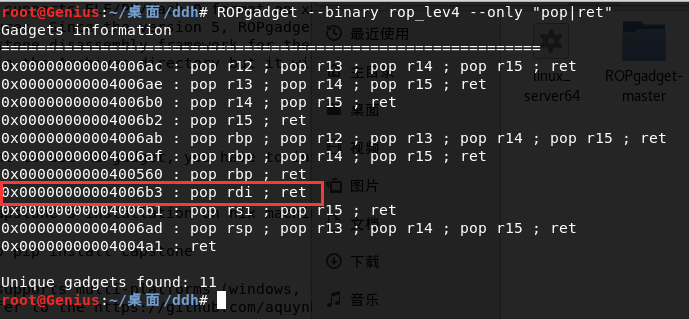 root@Genius:~/桌面/ddh# ROPgadget --binary rop_lev4 --only "pop|ret"
Gadgets information
============================================================
0x00000000004006ac : pop r12 ; pop r13 ; pop r14 ; pop r15 ; ret
0x00000000004006ae : pop r13 ; pop r14 ; pop r15 ; ret
0x00000000004006b0 : pop r14 ; pop r15 ; ret
0x00000000004006b2 : pop r15 ; ret
0x00000000004006ab : pop rbp ; pop r12 ; pop r13 ; pop r14 ; pop r15 ; ret
0x00000000004006af : pop rbp ; pop r14 ; pop r15 ; ret
0x0000000000400560 : pop rbp ; ret
0x00000000004006b3 : pop rdi ; ret
0x00000000004006b1 : pop rsi ; pop r15 ; ret
0x00000000004006ad : pop rsp ; pop r13 ; pop r14 ; pop r15 ; ret
0x00000000004004a1 : ret
Unique gadgets found: 11
root@Genius:~/桌面/ddh#
最近使用
主目录
桌面
视频
图片
文档
下载
音乐
linux_
server64
ROPgadget-
master